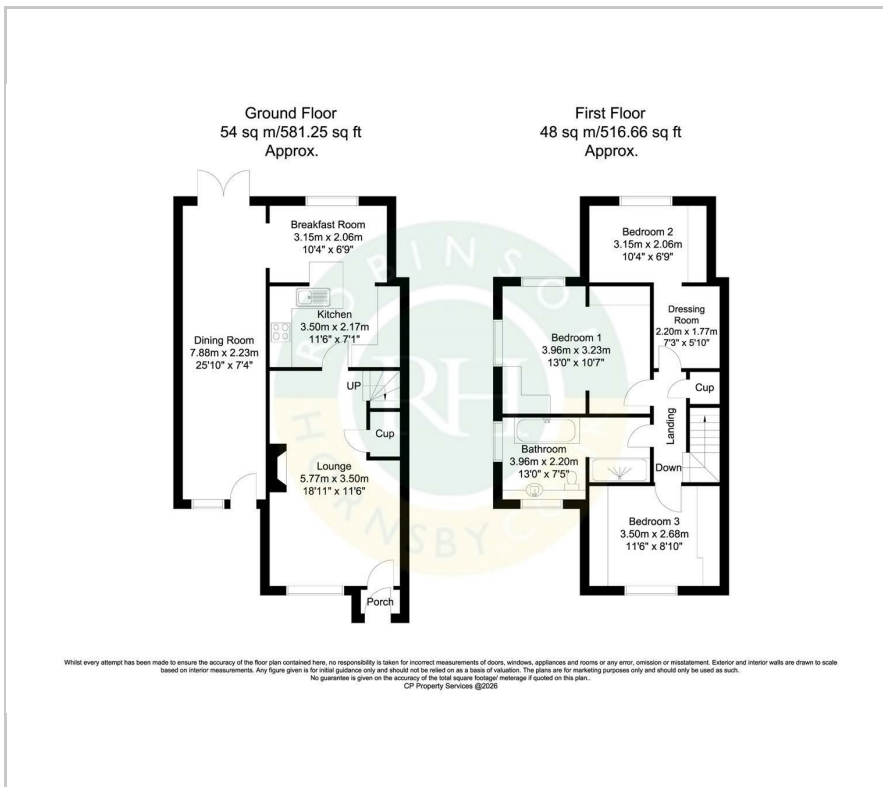 Ground Floor
54 sq m/581.25 sq ft
Approx.
First Floor
48 sq m/516.66 sq ft
Approx.
Breakfast Room
3.15m x 2.06m
10'4" x 6'9"
Kitchen
3.50m x 2.17m
11'6" x 7'1"
Dining Room
7.88m x 2.23m
25'10" x 7'4"
UP
Cup
Lounge
5.77m x 3.50m
18'11" x 11'6"
Porch
Bedroom 2
3.15m x 2.06m
10'4" x 6'9"
Dressing
Room
2.20m x 1.77m
7'3" x 5'10"
Bedroom 1
3.96m x 3.23m
13'0" x 10'7"
Cup
Landing
Bathroom
3.96m x 2.20m
13'0" x 7'5"
Down
Bedroom 3
3.50m x 2.68m
11'6" x 8'10"
ROBINSON
RH
HORNSBY
Whilst every attempt has been made to ensure the accuracy of the floor plan contained here, no responsibility is taken for incorrect measurements of doors, windows, appliances and rooms or any error, omission or misstatement. Exterior and interior walls are drawn to scale
based on interior measurements. Any figure given is for initial guidance only and should not be relied on as a basis of valuation. The plans are for marketing purposes only and should only be used as such.
No guarantee is given on the accuracy of the total square footage/ meterage if quoted on this plan..
CP Property Services @2026